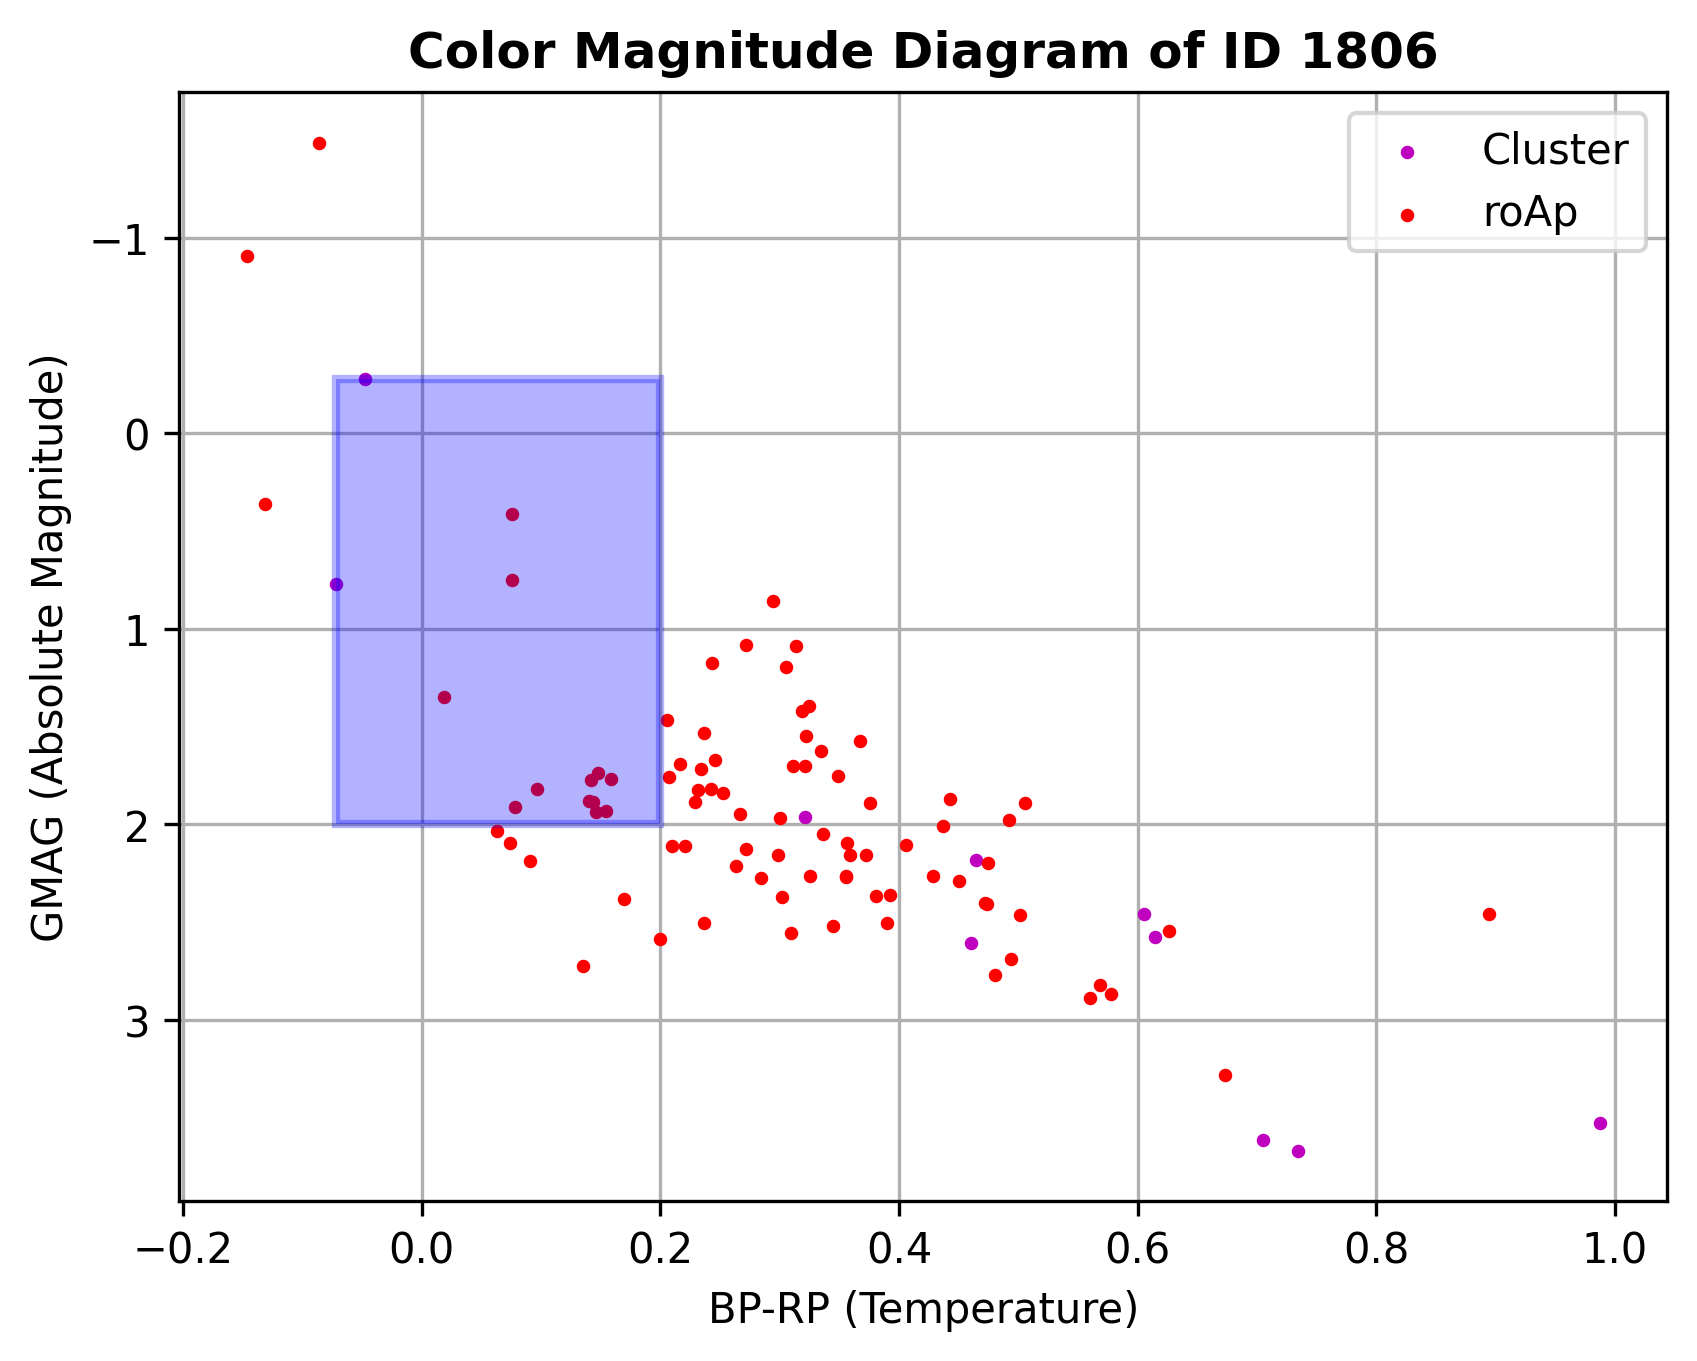 Color Magnitude Diagram of ID 1806
Cluster
roAp
−1
0
1
2
3
GMAG (Absolute Magnitude)
−0.2 0.0 0.2 0.4 0.6 0.8 1.0
BP-RP (Temperature)